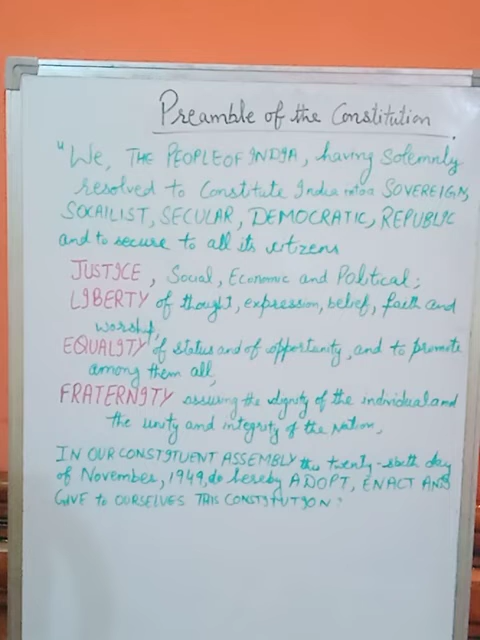 Preamble of the Constitution
"We, THE PEOPLE OF INDIA, having Solemnly
resolved to Constitute India into a SOVEREIGN,
SOCAILIST, SECULAR, DEMOCRATIC, REPUBLIC
and to secure to all its citizens
JUSTICE, Social, Economic and Political;
LIBERTY of thought, expression, belief, faith and
worship,
EQUALITY of status and of opportunity, and to promote
among them all,
FRATERNITY assuring the dignity of the individual and
the unity and integrity of the Nation,
IN OUR CONSTITUENT ASSEMBLY this twenty-sixth day
of November, 1949, do hereby ADOPT, ENACT AND
GIVE to OURSELVES THIS CONSTITUTION."